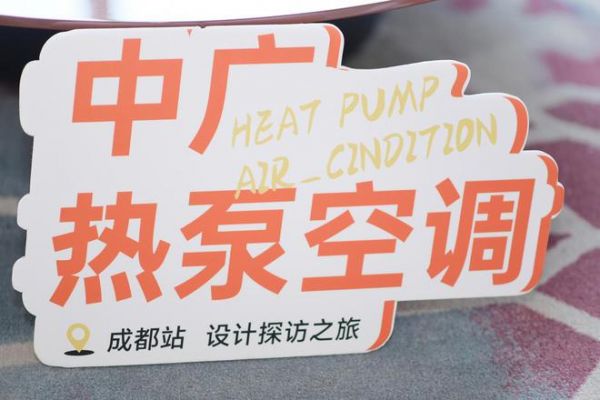 中广
HEAT PUMP
AIR_CINDITION
热泵空调
成都站 设计探访之旅